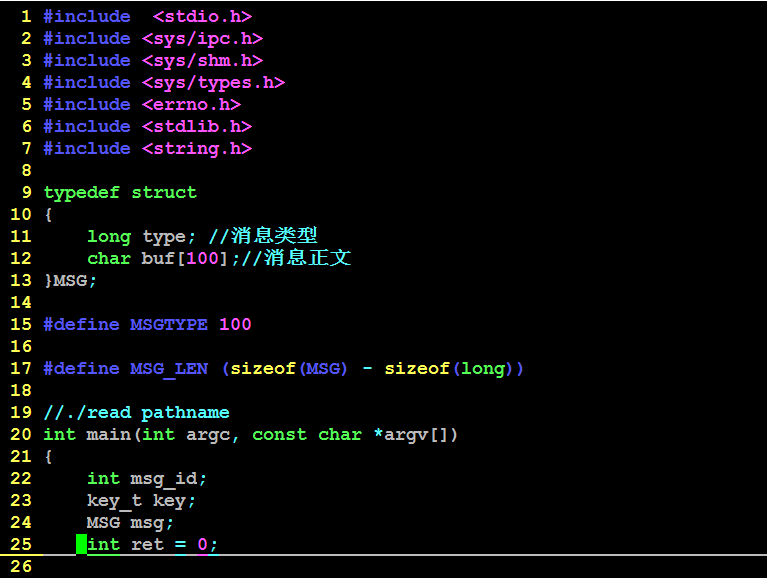 1 #include  <stdio.h>
2 #include <sys/ipc.h>
3 #include <sys/shm.h>
4 #include <sys/types.h>
5 #include <errno.h>
6 #include <stdlib.h>
7 #include <string.h>
8
9 typedef struct
10 {
11     long type; //消息类型
12     char buf[100];//消息正文
13 }MSG;
14
15 #define MSGTYPE 100
16
17 #define MSG_LEN (sizeof(MSG) - sizeof(long))
18
19 //./read pathname
20 int main(int argc, const char *argv[])
21 {
22     int msg_id;
23     key_t key;
24     MSG msg;
25     int ret = 0;
26